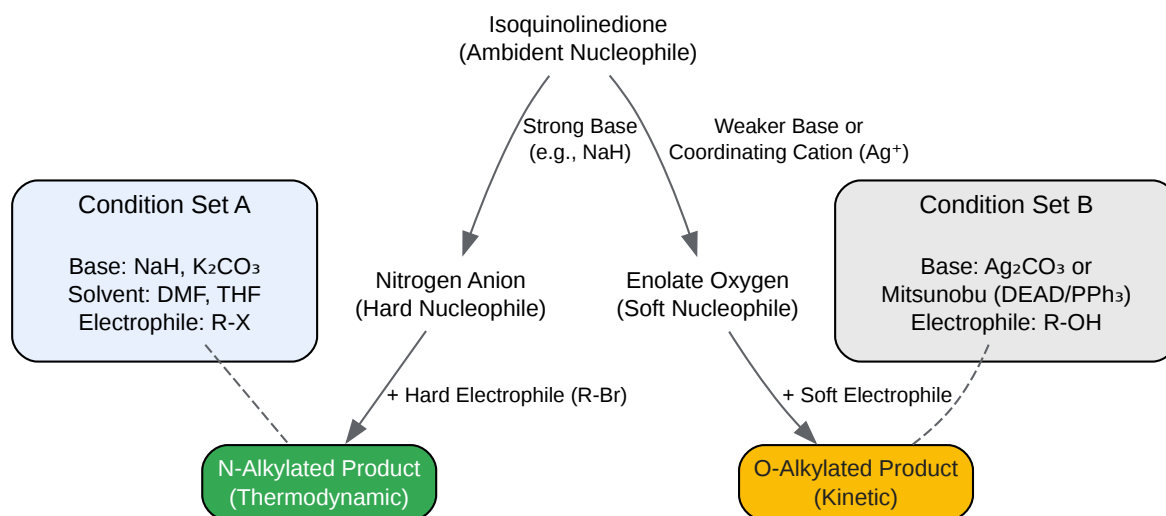 Isoquinolinedione
(Ambident Nucleophile)
Strong Base
(e.g., NaH)
Weaker Base or
Coordinating Cation (Ag⁺)
Condition Set A
Base: NaH, K₂CO₃
Solvent: DMF, THF
Electrophile: R-X
Nitrogen Anion
(Hard Nucleophile)
Enolate Oxygen
(Soft Nucleophile)
Condition Set B
Base: Ag₂CO₃ or
Mitsunobu (DEAD/PPh₃)
Electrophile: R-OH
+ Hard Electrophile (R-Br)
+ Soft Electrophile
N-Alkylated Product
(Thermodynamic)
O-Alkylated Product
(Kinetic)